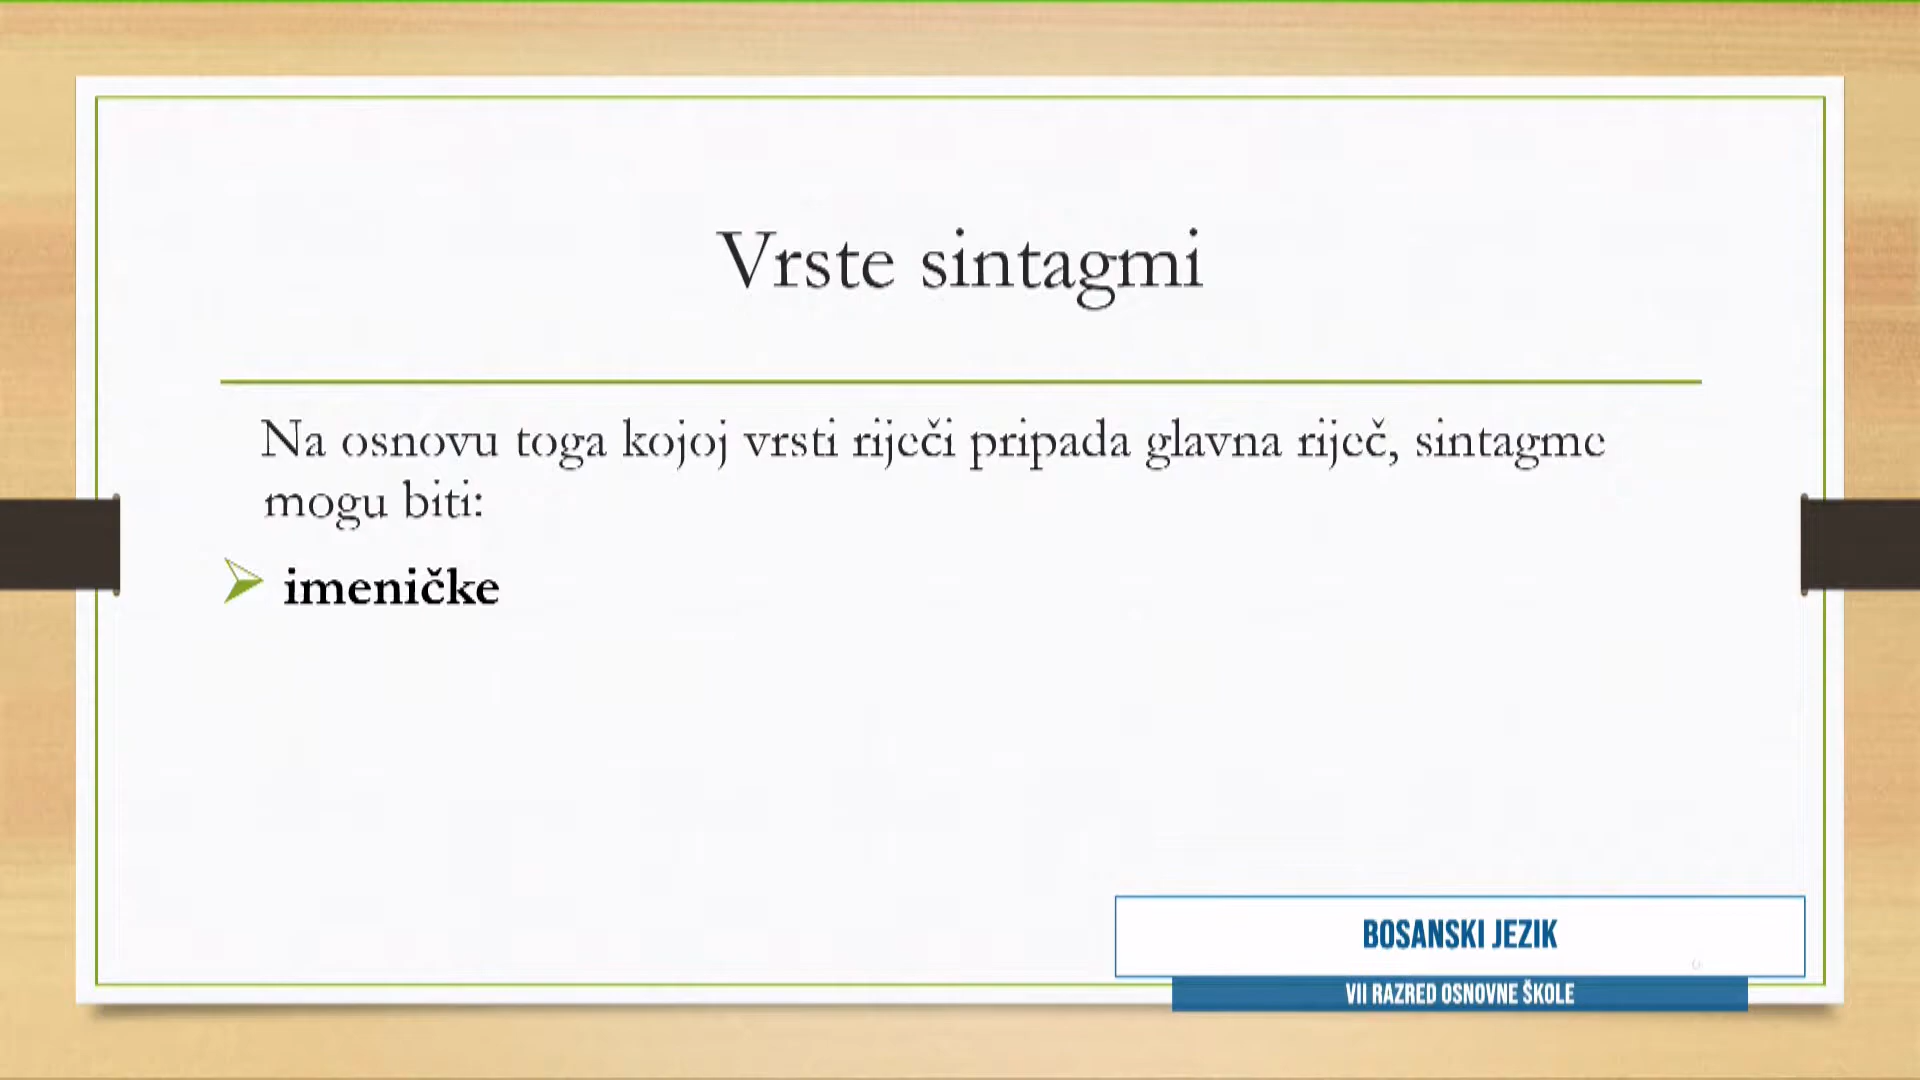 Vrste sintagmi
Na osnovu toga kojoj vrsti riječi pripada glavna riječ, sintagme
mogu biti:
imeničke
BOSANSKI JEZIK
VII RAZRED OSNOVNE ŠKOLE